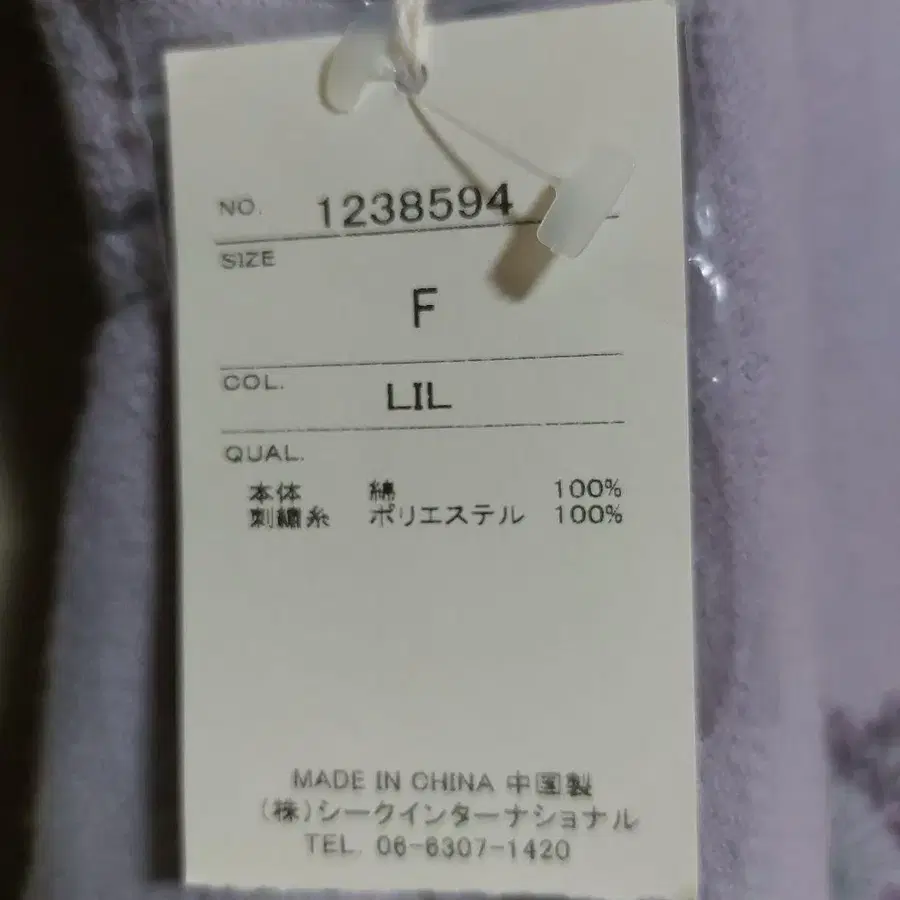 NO. 1238594
SIZE
F
COL.
LIL
QUAL.
本体 綿 100%
刺繍糸 ポリエステル 100%
MADE IN CHINA 中国製
(株)シークインターナショナル
TEL. 06-6307-1420